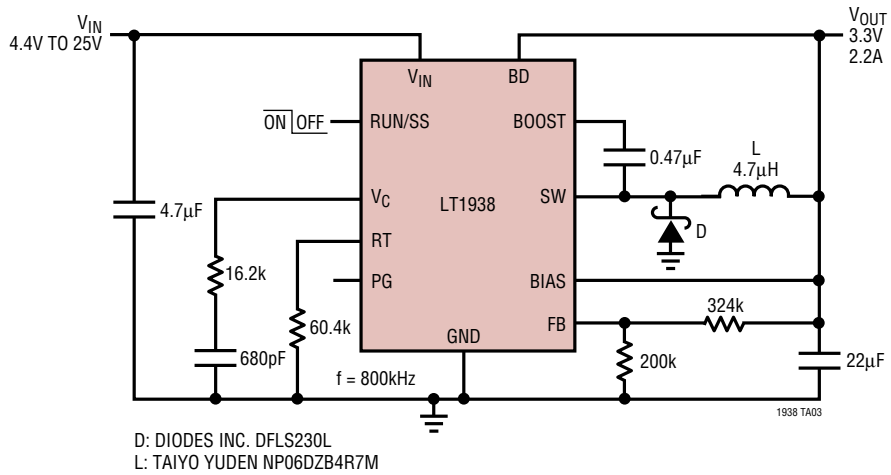 VIN
4.4V TO 25V
VOUT
3.3V
2.2A
VIN
BD
ON OFF
RUN/SS
BOOST
0.47µF
L
4.7µH
4.7µF
VC
LT1938
SW
D
RT
16.2k
PG
BIAS
60.4k
324k
FB
GND
680pF
f = 800kHz
200k
22µF
1938 TA03
D: DIODES INC. DFLS230L
L: TAIYO YUDEN NP06DZB4R7M